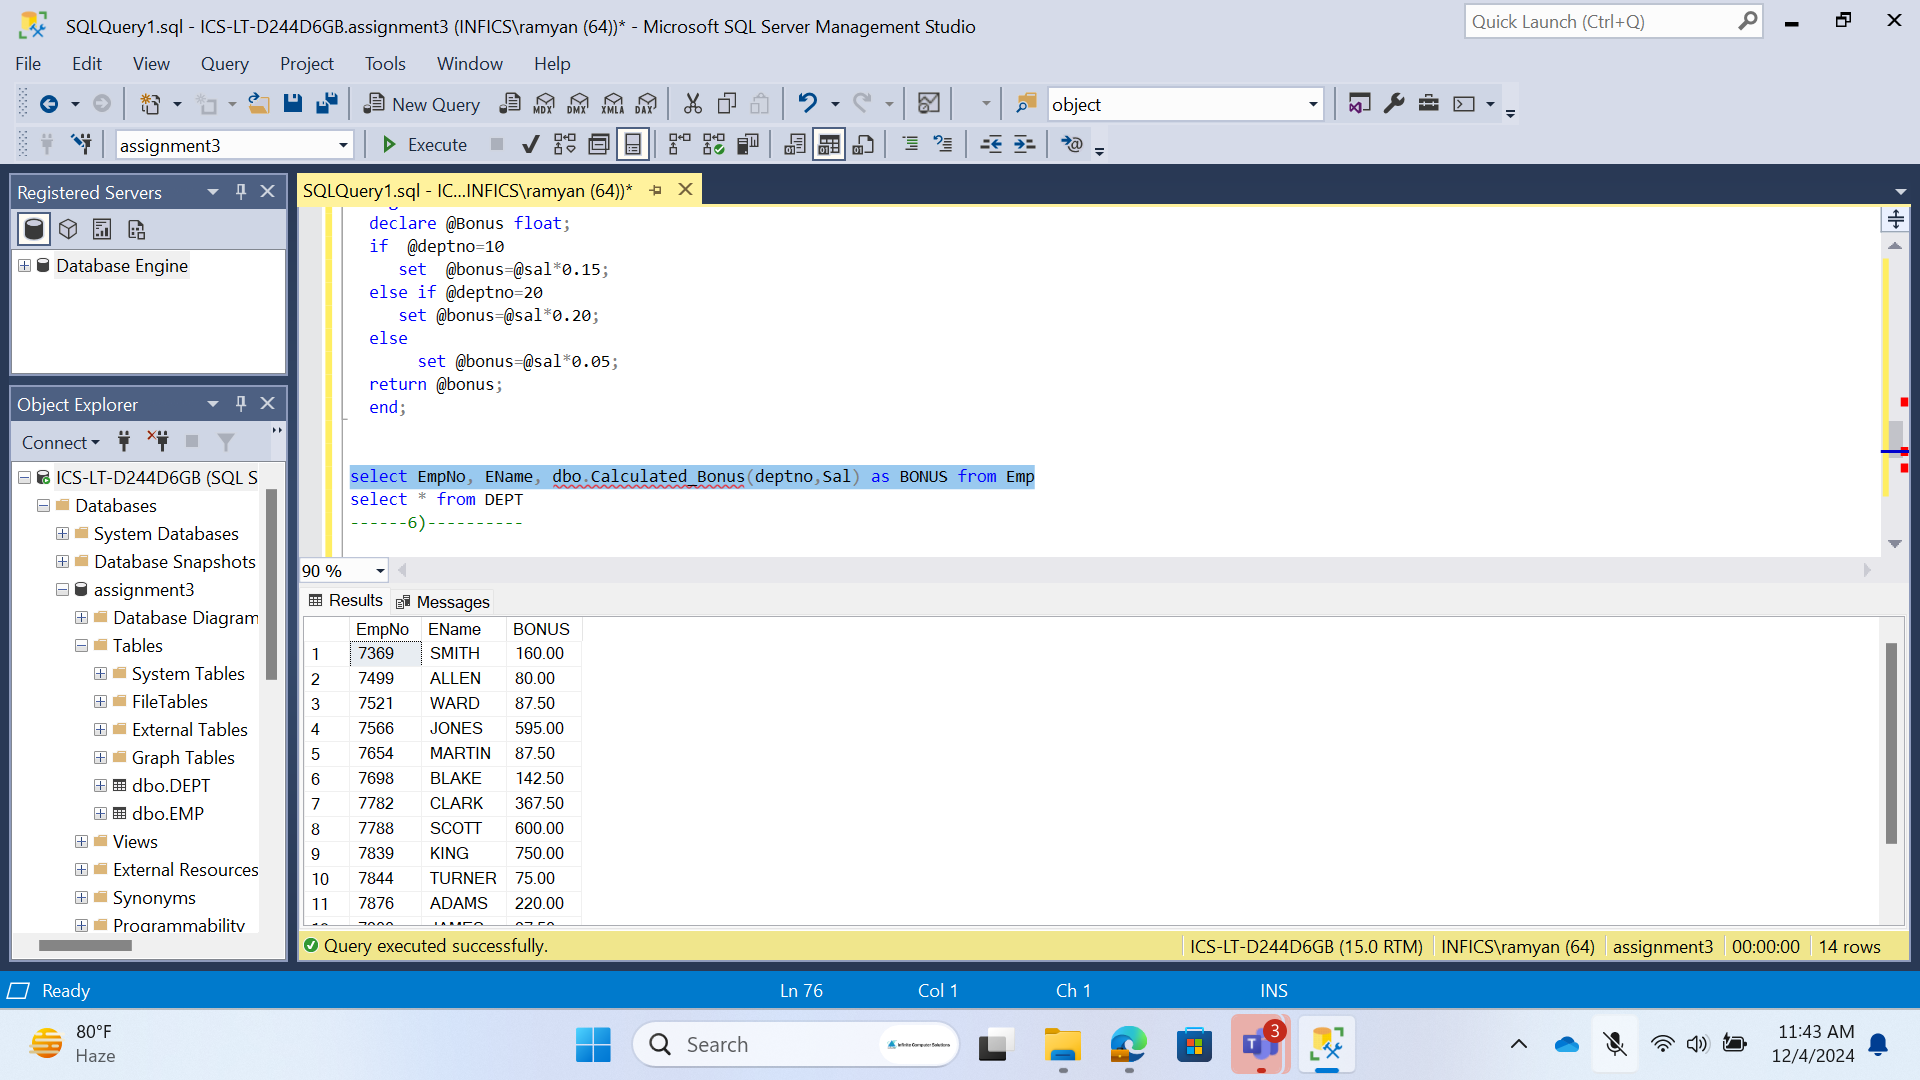 SQLQuery1.sql - ICS-LT-D244D6GB.assignment3 (INFICS\ramyan (64))* - Microsoft SQL Server Management Studio
Quick Launch (Ctrl+Q)
File Edit View Query Project Tools Window Help
New Query MDX DMX XMLA DAX object
assignment3 Execute
Registered Servers
Database Engine
Object Explorer
Connect
ICS-LT-D244D6GB (SQL S
Databases
System Databases
Database Snapshots
assignment3
Database Diagram
Tables
System Tables
FileTables
External Tables
Graph Tables
dbo.DEPT
dbo.EMP
Views
External Resources
Synonyms
Programmability
SQLQuery1.sql - IC...INFICS\ramyan (64))*
declare @Bonus float;
if  @deptno=10
set  @bonus=@sal*0.15;
else if @deptno=20
set @bonus=@sal*0.20;
else
set @bonus=@sal*0.05;
return @bonus;
end;
select EmpNo, EName, dbo.Calculated_Bonus(deptno,Sal) as BONUS from Emp
select * from DEPT
------6)----------
90 %
Results Messages
EmpNo EName BONUS
1 7369 SMITH 160.00
2 7499 ALLEN 80.00
3 7521 WARD 87.50
4 7566 JONES 595.00
5 7654 MARTIN 87.50
6 7698 BLAKE 142.50
7 7782 CLARK 367.50
8 7788 SCOTT 600.00
9 7839 KING 750.00
10 7844 TURNER 75.00
11 7876 ADAMS 220.00
Query executed successfully. ICS-LT-D244D6GB (15.0 RTM) INFICS\ramyan (64) assignment3 00:00:00 14 rows
Ready Ln 76 Col 1 Ch 1 INS
80°F
Haze
Search
Infinite Computer Solutions
3
11:43 AM
12/4/2024